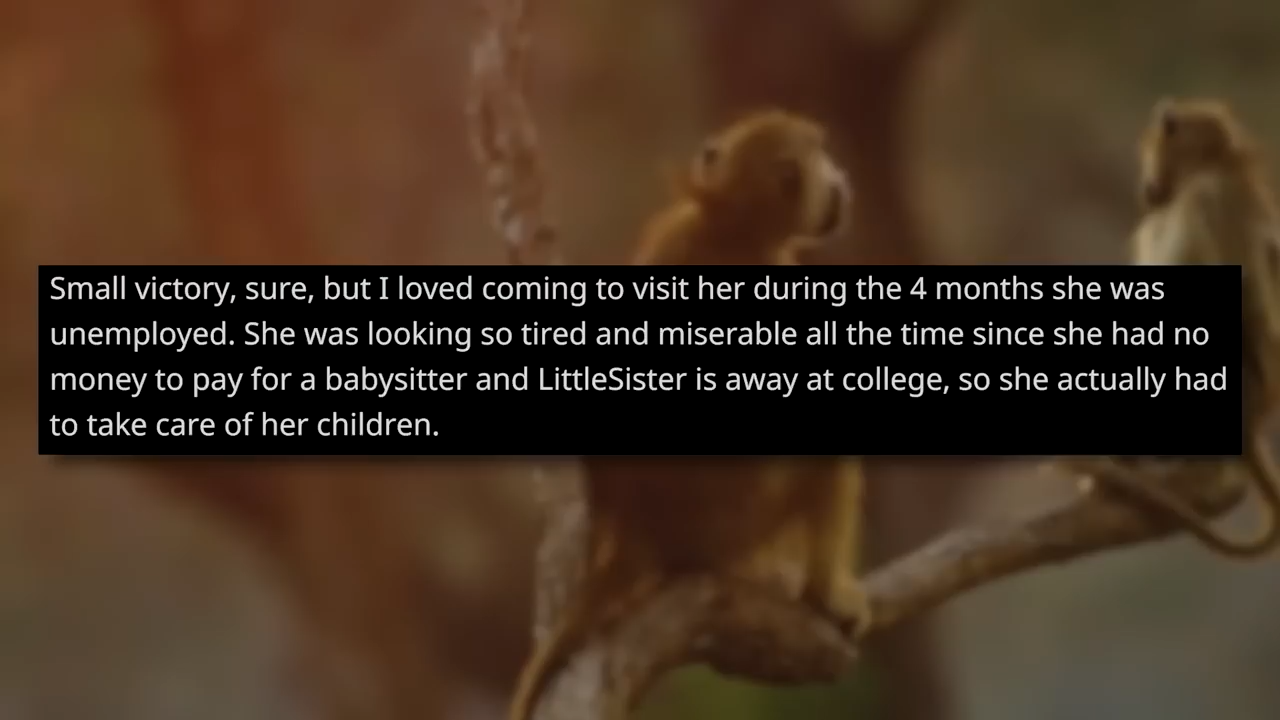 Small victory, sure, but I loved coming to visit her during the 4 months she was
unemployed. She was looking so tired and miserable all the time since she had no
money to pay for a babysitter and LittleSister is away at college, so she actually had
to take care of her children.